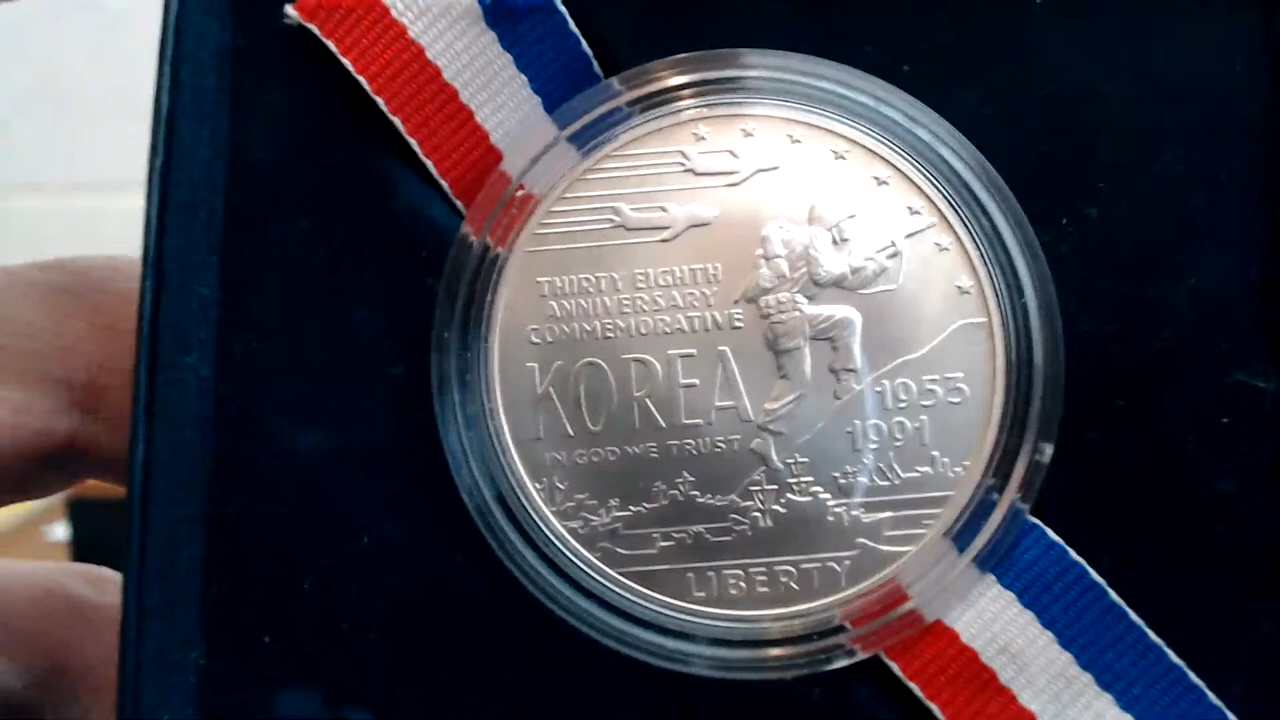 THIRTY EIGHTH
ANNIVERSARY
COMMEMORATIVE
KOREA
IN GOD WE TRUST
1953
1991
LIBERTY